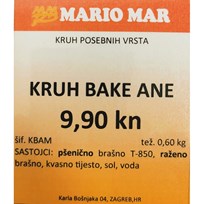 MARIO MAR
KRUH POSEBNIH VRSTA
KRUH BAKE ANE
9,90 kn
šif. KBAM tež. 0,60 kg
SASTOJCI: pšenično brašno T-850, raženo
brašno, kvasno tijesto, sol, voda
Karla Bošnjaka 04, ZAGREB,HR